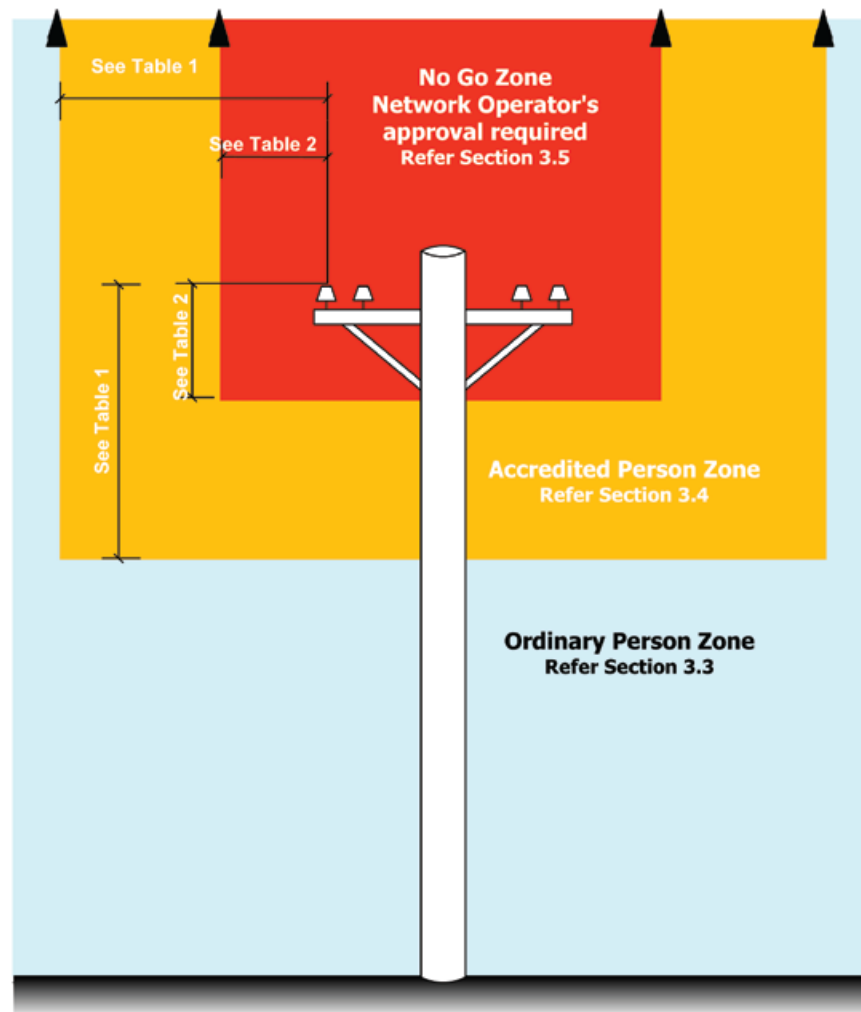 See Table 1
No Go Zone
Network Operator's
approval required
Refer Section 3.5
See Table 2
See Table 2
See Table 1
Accredited Person Zone
Refer Section 3.4
Ordinary Person Zone
Refer Section 3.3